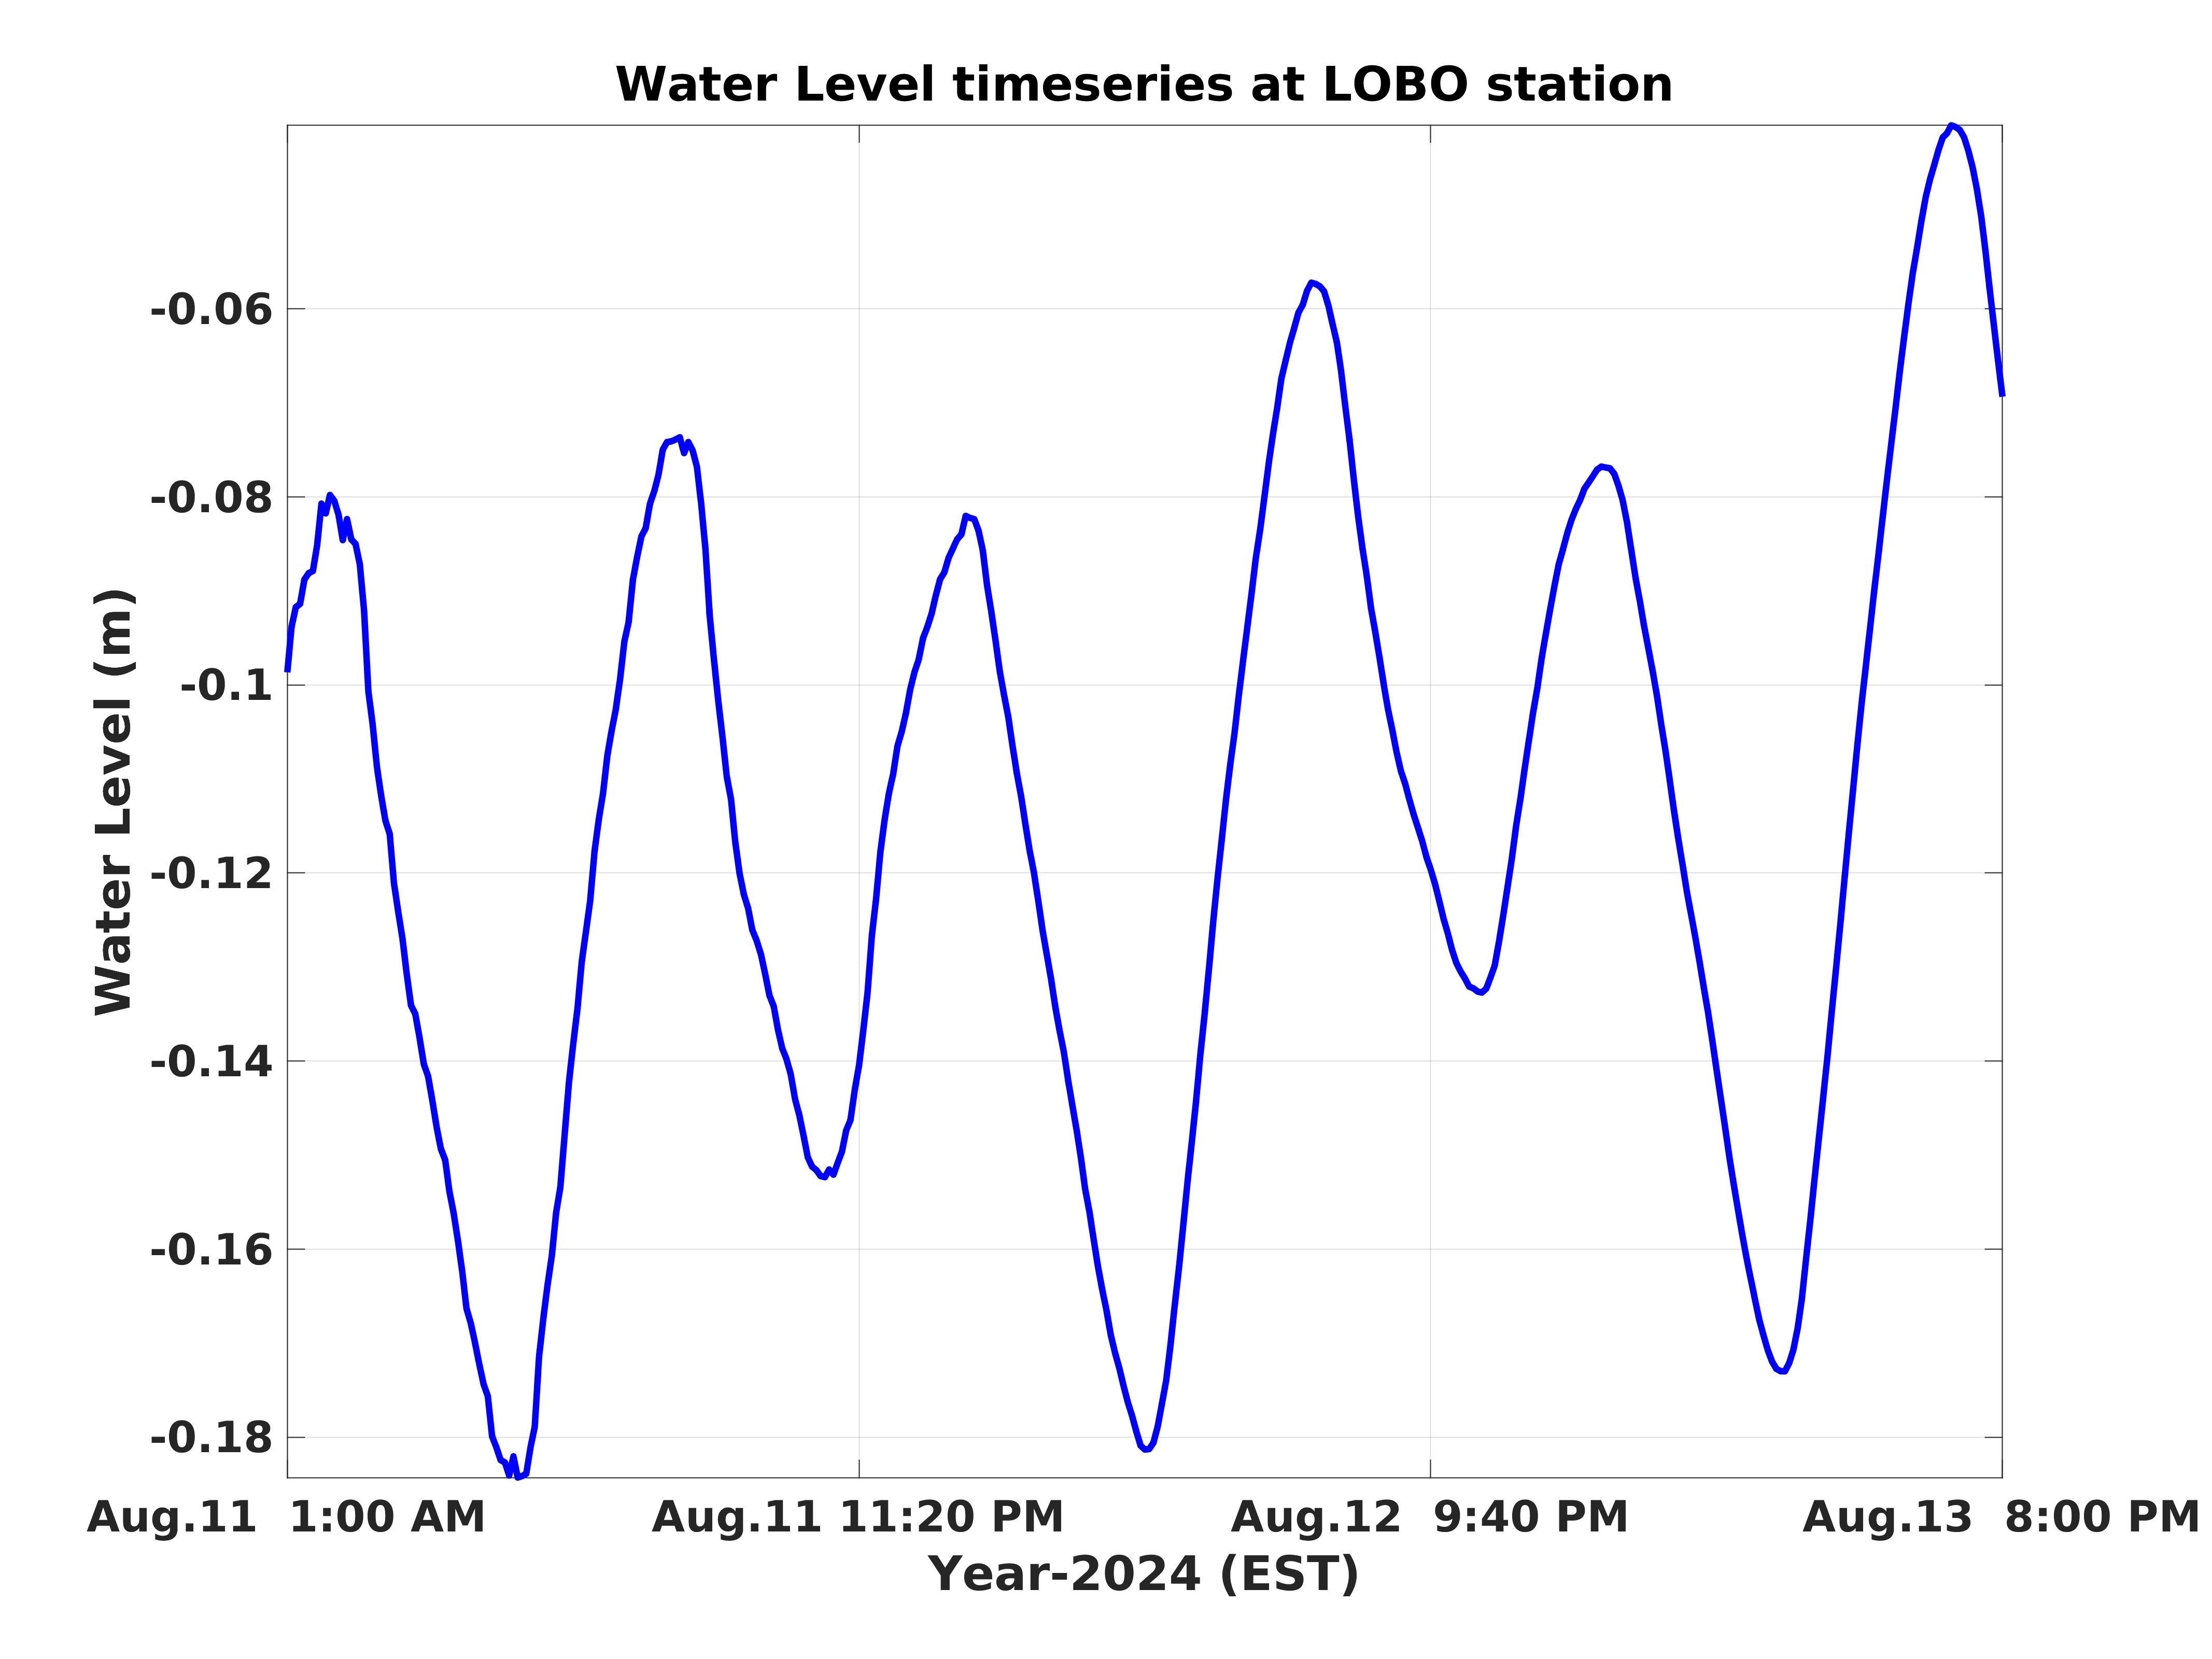 Water Level timeseries at LOBO station
Water Level (m)
-0.06
-0.08
-0.1
-0.12
-0.14
-0.16
-0.18
Aug.11  1:00 AM
Aug.11 11:20 PM
Aug.12  9:40 PM
Aug.13  8:00 PM
Year-2024 (EST)